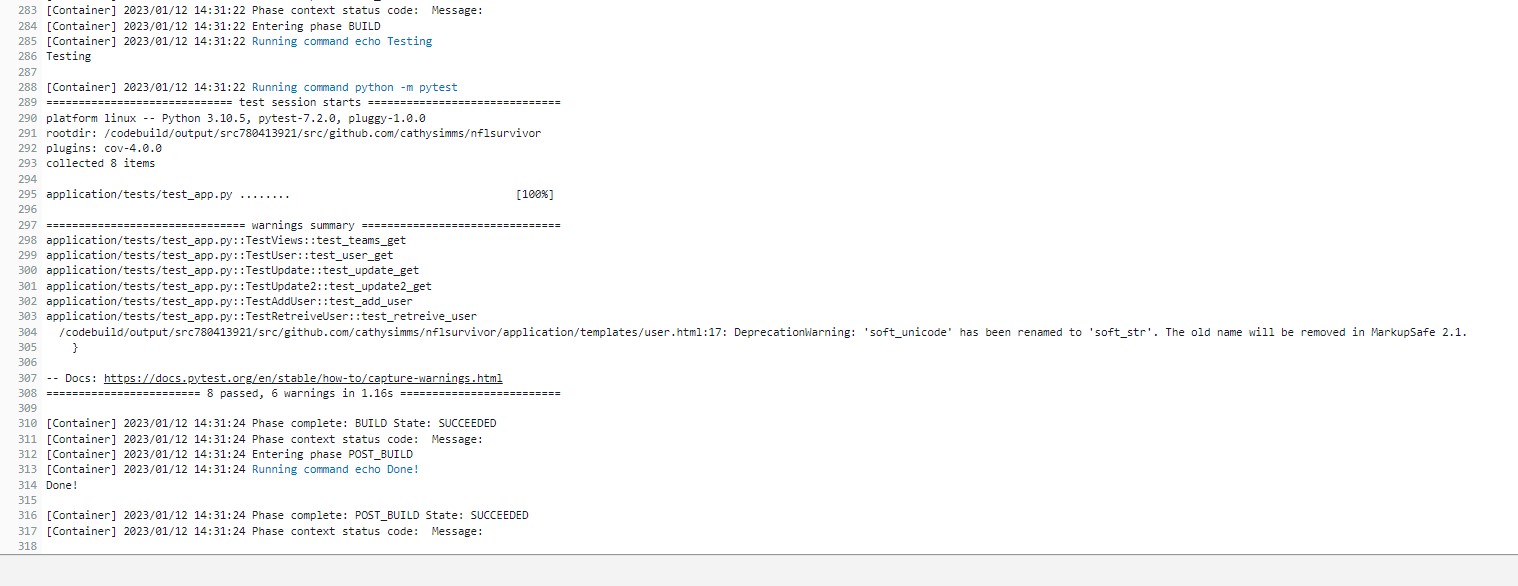 283 [Container] 2023/01/12 14:31:22 Phase context status code:  Message:
284 [Container] 2023/01/12 14:31:22 Entering phase BUILD
285 [Container] 2023/01/12 14:31:22 Running command echo Testing
286 Testing
287
288 [Container] 2023/01/12 14:31:22 Running command python -m pytest
289 ============================= test session starts ==============================
290 platform linux -- Python 3.10.5, pytest-7.2.0, pluggy-1.0.0
291 rootdir: /codebuild/output/src780413921/src/github.com/cathysimms/nflsurvivor
292 plugins: cov-4.0.0
293 collected 8 items
294
295 application/tests/test_app.py ........                                   [100%]
296
297 =============================== warnings summary ===============================
298 application/tests/test_app.py::TestViews::test_teams_get
299 application/tests/test_app.py::TestUser::test_user_get
300 application/tests/test_app.py::TestUpdate::test_update_get
301 application/tests/test_app.py::TestUpdate2::test_update2_get
302 application/tests/test_app.py::TestAddUser::test_add_user
303 application/tests/test_app.py::TestRetreiveUser::test_retreive_user
304   /codebuild/output/src780413921/src/github.com/cathysimms/nflsurvivor/application/templates/user.html:17: DeprecationWarning: 'soft_unicode' has been renamed to 'soft_str'. The old name will be removed in MarkupSafe 2.1.
305     }
306
307 -- Docs: https://docs.pytest.org/en/stable/how-to/capture-warnings.html
308 ======================== 8 passed, 6 warnings in 1.16s =========================
309
310 [Container] 2023/01/12 14:31:24 Phase complete: BUILD State: SUCCEEDED
311 [Container] 2023/01/12 14:31:24 Phase context status code:  Message:
312 [Container] 2023/01/12 14:31:24 Entering phase POST_BUILD
313 [Container] 2023/01/12 14:31:24 Running command echo Done!
314 Done!
315
316 [Container] 2023/01/12 14:31:24 Phase complete: POST_BUILD State: SUCCEEDED
317 [Container] 2023/01/12 14:31:24 Phase context status code:  Message:
318